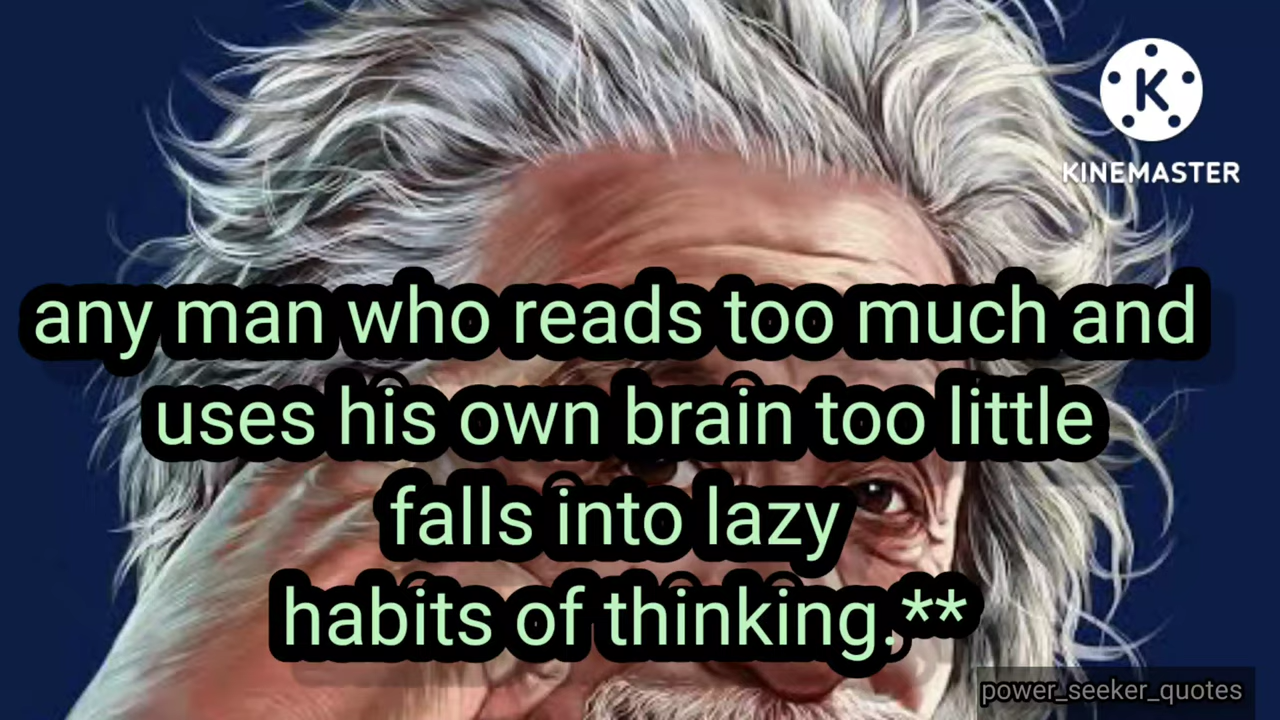 K
KINEMASTER
any man who reads too much and
uses his own brain too little
falls into lazy
habits of thinking.**
power_seeker_quotes